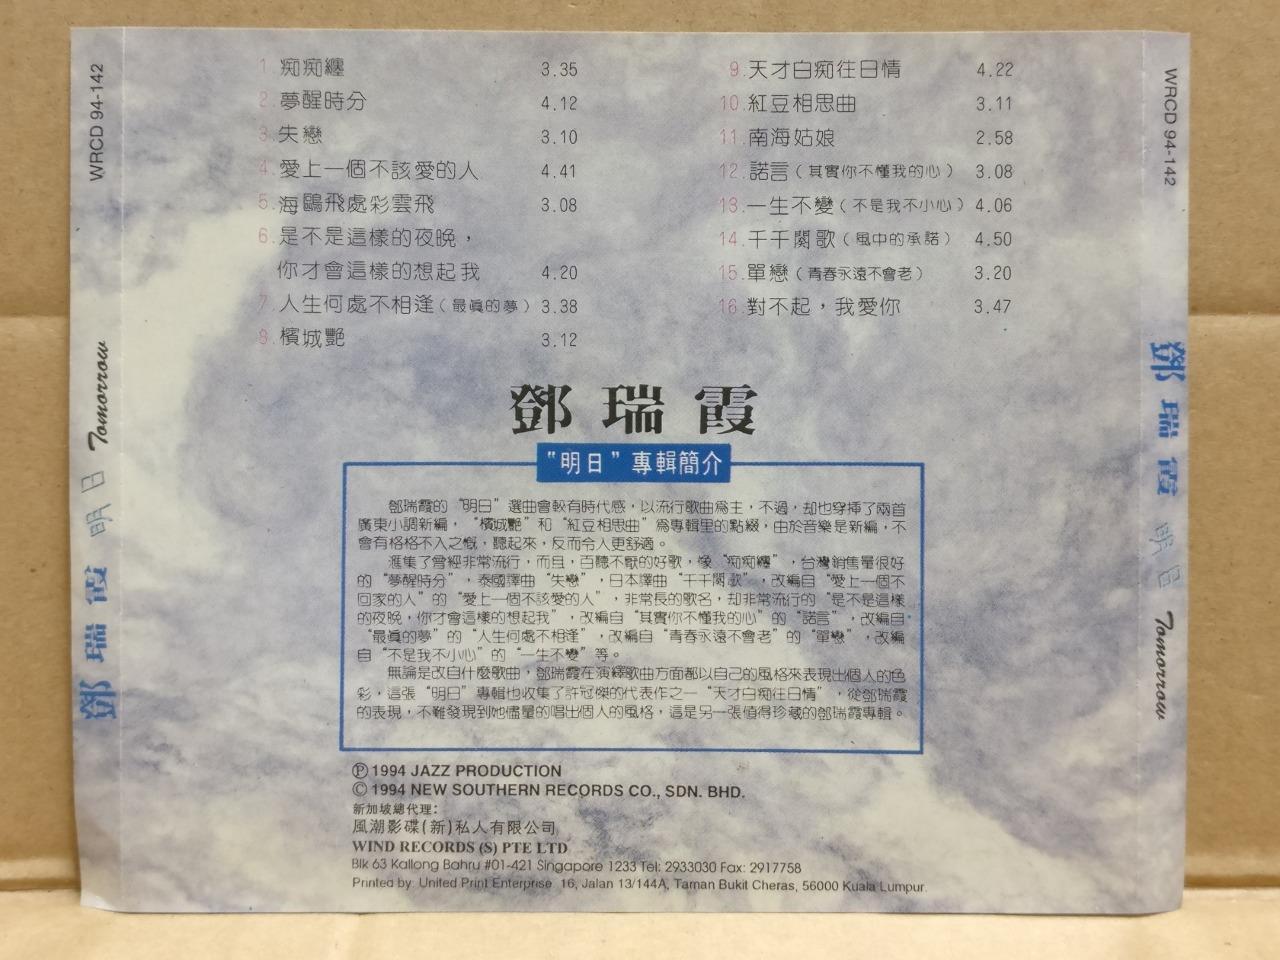 WRCD 94-142
1 痴痴纏 3.35
2. 夢醒時分 4.12
3. 失戀 3.10
4. 愛上一個不該愛的人 4.41
5. 海鷗飛處彩雲飛 3.08
6. 是不是這樣的夜晚，
你才會這樣的想起我 4.20
7. 人生何處不相逢（最真的夢）3.38
8. 檳城艷 3.12
9. 天才白痴往日情 4.22
10. 紅豆相思曲 3.11
11. 南海姑娘 2.58
12. 諾言（其實你不懂我的心）3.08
13. 一生不變（不是我不小心）4.06
14. 千千闋歌（風中的承諾）4.50
15. 單戀（青春永遠不會老）3.20
16. 對不起，我愛你 3.47
鄧瑞霞
“明日”專輯簡介
鄧瑞霞的“明日”選曲會較有時代感，以流行歌曲為主，不過，却也穿揷了兩首
廣東小調新編，“檳城艷”和“紅豆相思曲”為專輯里的點綴，由於音樂是新編，不
會有格格不入之慨，聽起來，反而令人更舒適。
滙集了曾經非常流行，而且，百聽不厭的好歌，像“痴痴纏”，台灣銷售量很好
的“夢醒時分”，泰國譯曲“失戀”，日本譯曲“千千闋歌”，改編自“愛上一個不
回家的人”的“愛上一個不該愛的人”，非常長的歌名，却非常流行的“是不是這樣
的夜晚，你才會這樣的想起我”，改編自“其實你不懂我的心”的“諾言”，改編自
“最真的夢”的“人生何處不相逢”，改編自“青春永遠不會老”的“單戀”，改編
自“不是我不小心”的“一生不變”等。
無論是改自什麼歌曲，鄧瑞霞在演繹歌曲方面都以自己的風格來表現出個人的色
彩，這張“明日”專輯也收集了許冠傑的代表作之一“天才白痴往日情”，從鄧瑞霞
的表現，不難發現到她儘量的唱出個人的風格，這是另一張值得珍藏的鄧瑞霞專輯。
Ⓟ 1994 JAZZ PRODUCTION
© 1994 NEW SOUTHERN RECORDS CO., SDN. BHD.
新加坡總代理：
風潮影碟(新)私人有限公司
WIND RECORDS (S) PTE LTD
Blk 63 Kallong Bahru #01-421 Singapore 1233 Tel: 2933030 Fax: 2917758
Printed by: United Print Enterprise. 16, Jalan 13/144A, Taman Bukit Cheras, 56000 Kuala Lumpur.
鄧瑞霞 明日 Tomorrow
WRCD 94-142
鄧瑞霞 明日 Tomorrow